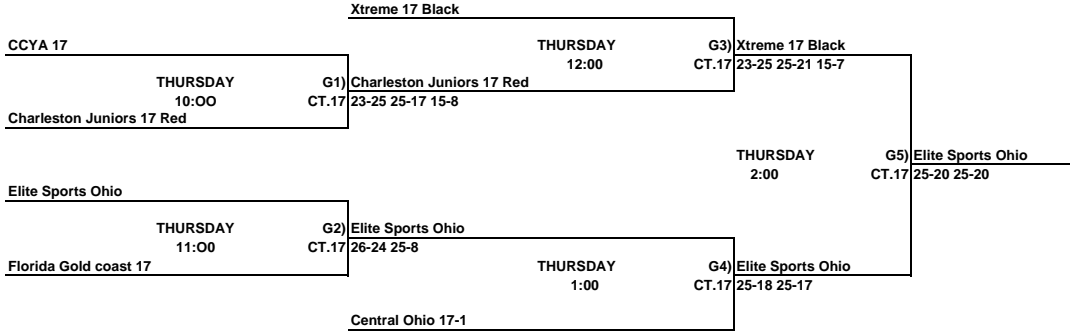 Xtreme 17 Black
CCYA 17 THURSDAY G3) Xtreme 17 Black
12:00 CT.17 23-25 25-21 15-7
THURSDAY G1) Charleston Juniors 17 Red
10:OO CT.17 23-25 25-17 15-8
Charleston Juniors 17 Red
THURSDAY G5) Elite Sports Ohio
2:00 CT.17 25-20 25-20
Elite Sports Ohio
THURSDAY G2) Elite Sports Ohio
11:O0 CT.17 26-24 25-8
Florida Gold coast 17 THURSDAY G4) Elite Sports Ohio
1:00 CT.17 25-18 25-17
Central Ohio 17-1